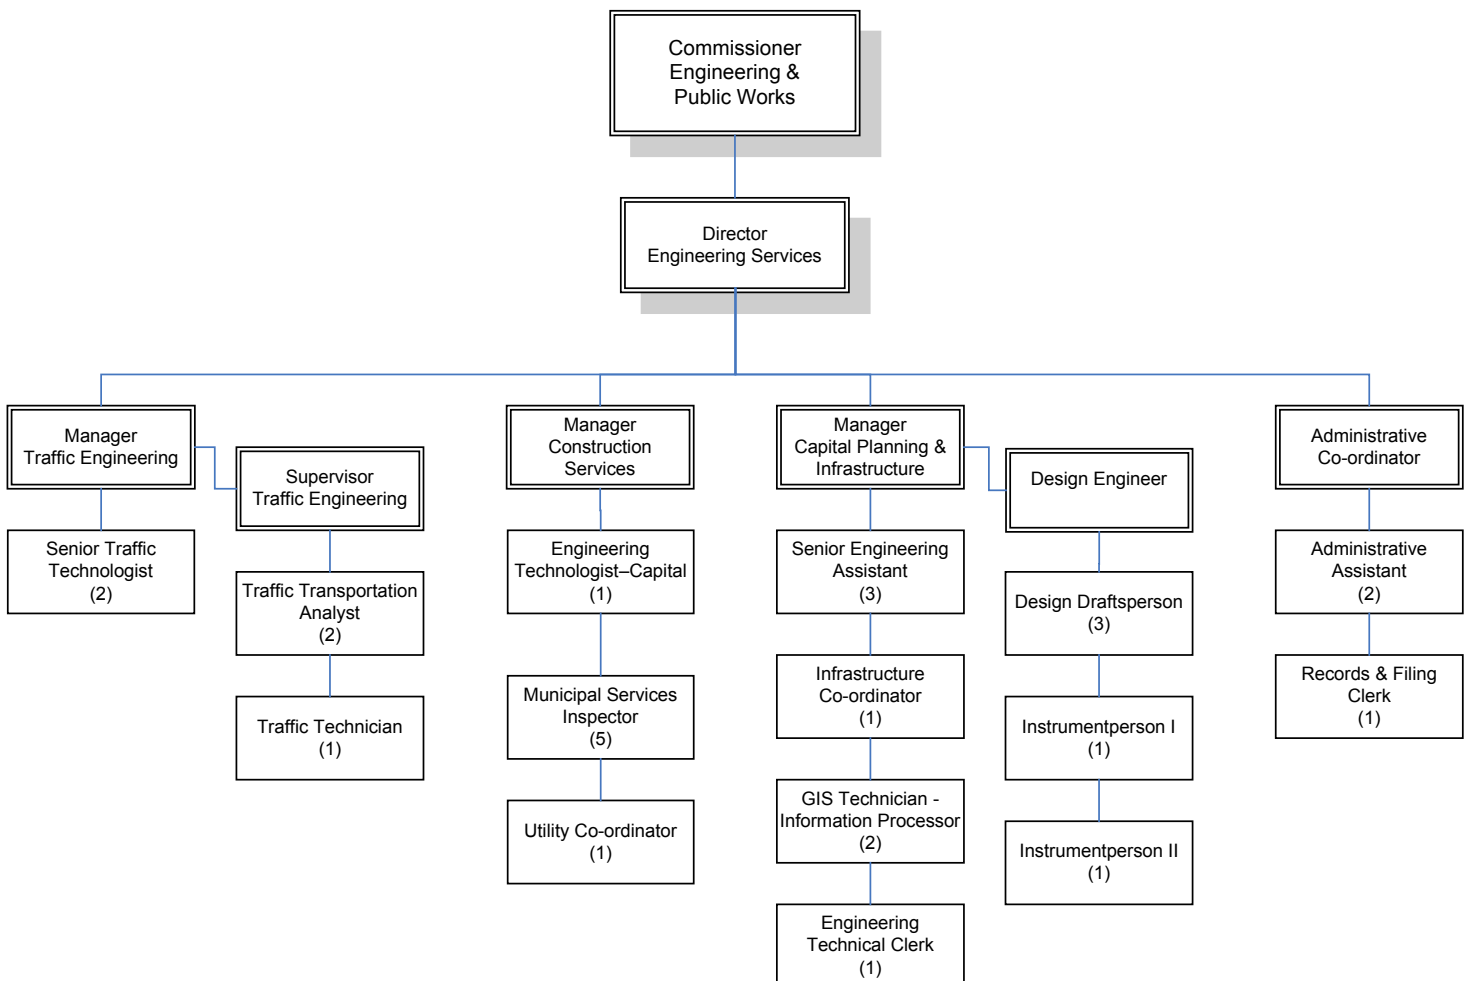 Commissioner
Engineering &
Public Works
Director
Engineering Services
Manager
Traffic Engineering
Supervisor
Traffic Engineering
Senior Traffic
Technologist
(2)
Traffic Transportation
Analyst
(2)
Traffic Technician
(1)
Manager
Construction
Services
Engineering
Technologist–Capital
(1)
Municipal Services
Inspector
(5)
Utility Co-ordinator
(1)
Manager
Capital Planning &
Infrastructure
Senior Engineering
Assistant
(3)
Infrastructure
Co-ordinator
(1)
GIS Technician -
Information Processor
(2)
Engineering
Technical Clerk
(1)
Design Engineer
Design Draftsperson
(3)
Instrumentperson I
(1)
Instrumentperson II
(1)
Administrative
Co-ordinator
Administrative
Assistant
(2)
Records & Filing
Clerk
(1)